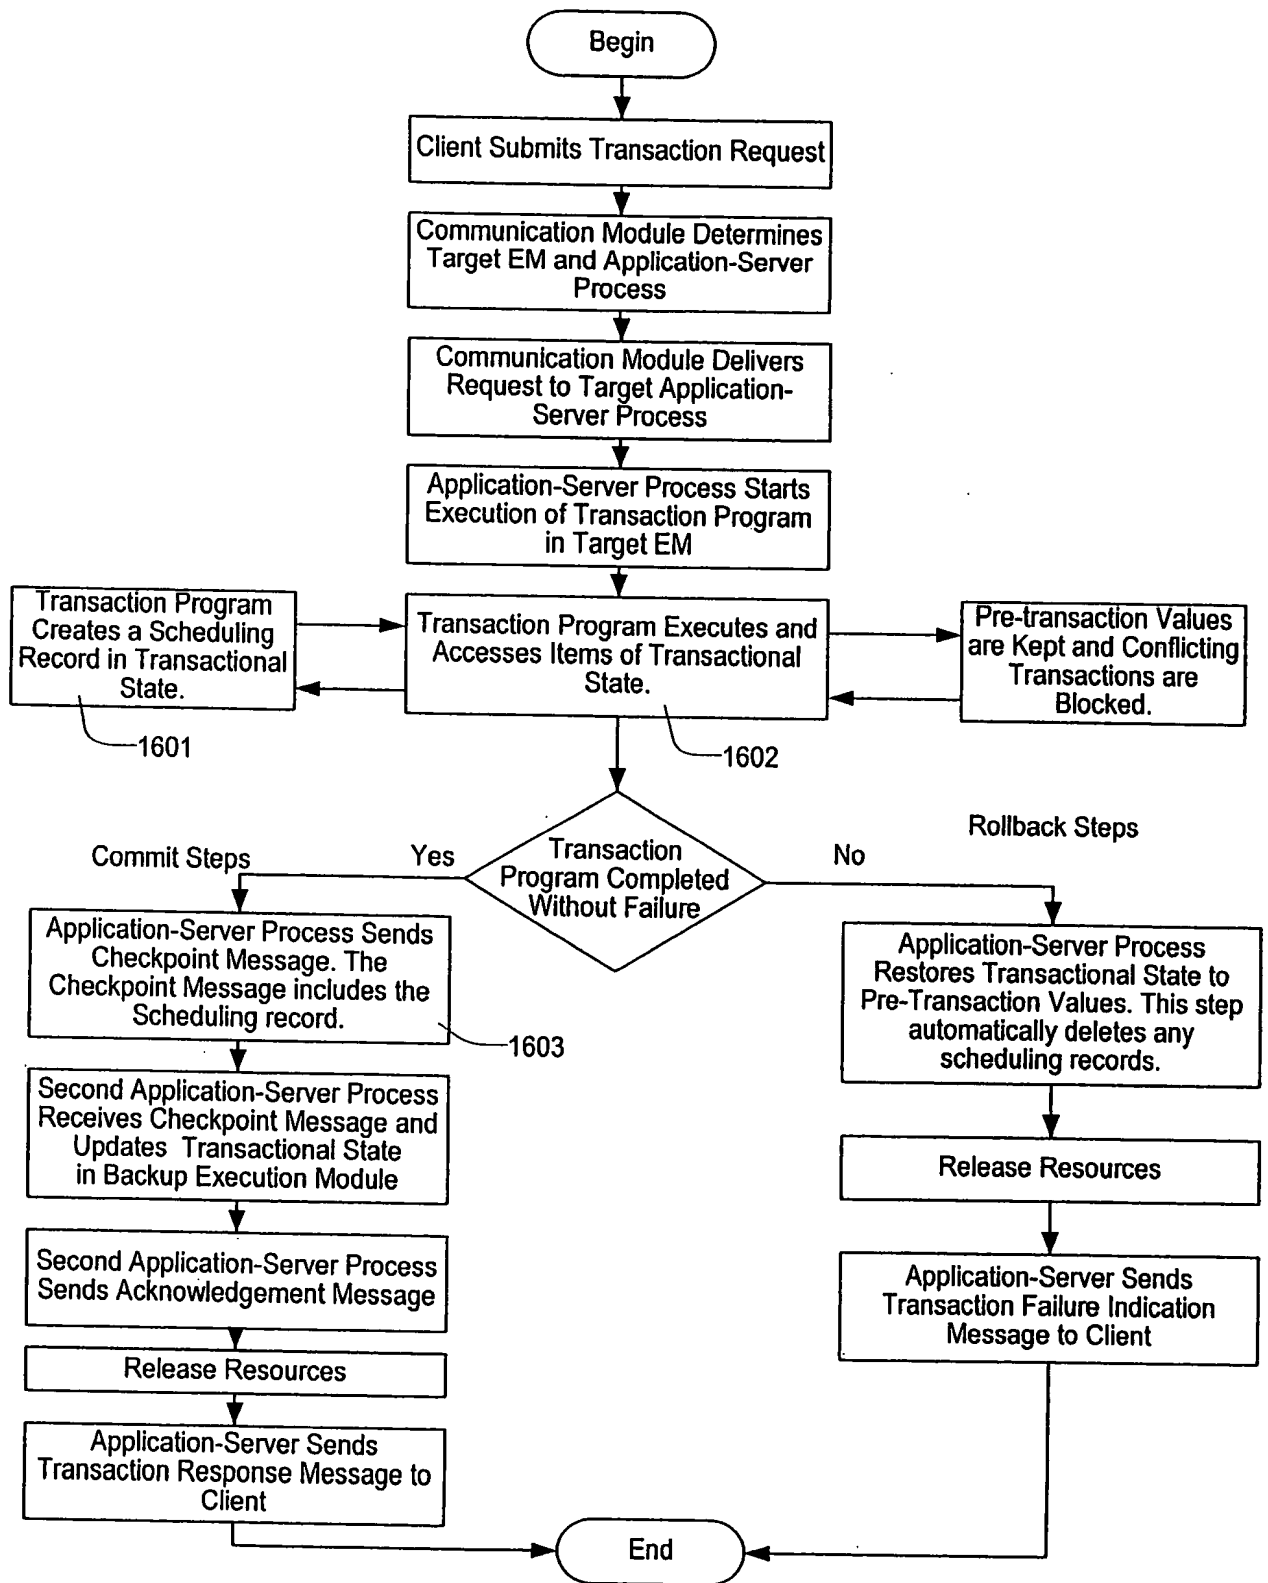 Begin
Client Submits Transaction Request
Communication Module Determines
Target EM and Application-Server
Process
Communication Module Delivers
Request to Target Application-
Server Process
Application-Server Process Starts
Execution of Transaction Program
in Target EM
Transaction Program
Creates a Scheduling
Record in Transactional
State.
1601
Transaction Program Executes and
Accesses Items of Transactional
State.
1602
Pre-transaction Values
are Kept and Conflicting
Transactions are
Blocked.
Transaction
Program Completed
Without Failure
Commit Steps
Yes
No
Rollback Steps
Application-Server Process Sends
Checkpoint Message. The
Checkpoint Message includes the
Scheduling record.
1603
Second Application-Server Process
Receives Checkpoint Message and
Updates Transactional State
in Backup Execution Module
Second Application-Server Process
Sends Acknowledgement Message
Release Resources
Application-Server Sends
Transaction Response Message to
Client
Application-Server Process
Restores Transactional State to
Pre-Transaction Values. This step
automatically deletes any
scheduling records.
Release Resources
Application-Server Sends
Transaction Failure Indication
Message to Client
End